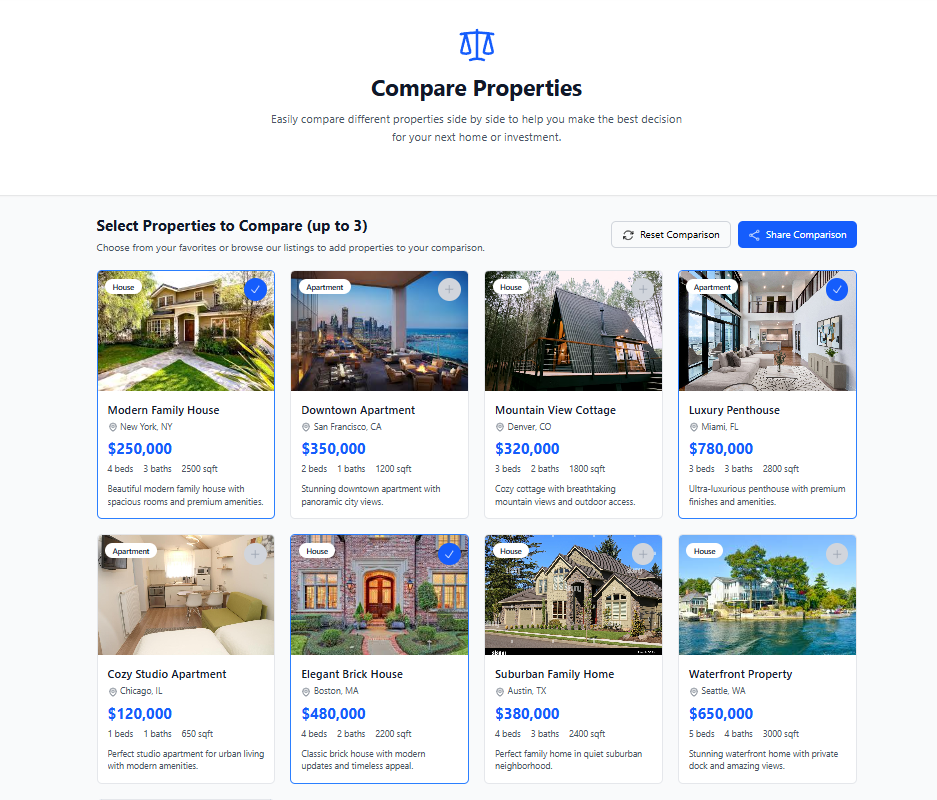 Compare Properties
Easily compare different properties side by side to help you make the best decision
for your next home or investment.
Select Properties to Compare (up to 3)
Choose from your favorites or browse our listings to add properties to your comparison.
Reset Comparison
Share Comparison
House
Modern Family House
New York, NY
$250,000
4 beds 3 baths 2500 sqft
Beautiful modern family house with
spacious rooms and premium amenities.
Apartment
Downtown Apartment
San Francisco, CA
$350,000
2 beds 1 baths 1200 sqft
Stunning downtown apartment with
panoramic city views.
House
Mountain View Cottage
Denver, CO
$320,000
3 beds 2 baths 1800 sqft
Cozy cottage with breathtaking
mountain views and outdoor access.
Apartment
Luxury Penthouse
Miami, FL
$780,000
3 beds 3 baths 2800 sqft
Ultra-luxurious penthouse with premium
finishes and amenities.
Apartment
Cozy Studio Apartment
Chicago, IL
$120,000
1 beds 1 baths 650 sqft
Perfect studio apartment for urban living
with modern amenities.
House
Elegant Brick House
Boston, MA
$480,000
4 beds 2 baths 2200 sqft
Classic brick house with modern
updates and timeless appeal.
House
Suburban Family Home
Austin, TX
$380,000
4 beds 3 baths 2400 sqft
Perfect family home in quiet suburban
neighborhood.
House
Waterfront Property
Seattle, WA
$650,000
5 beds 4 baths 3000 sqft
Stunning waterfront home with private
dock and amazing views.